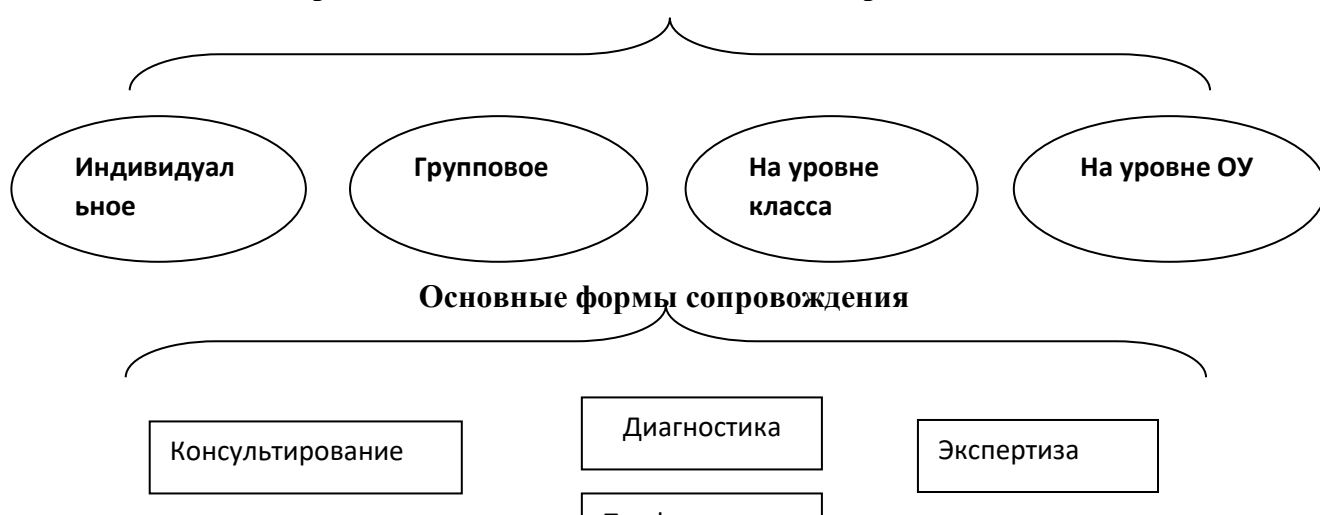 Индивидуал
ьное
Групповое
На уровне
класса
На уровне ОУ
Основные формы сопровождения
Консультирование
Диагностика
Экспертиза